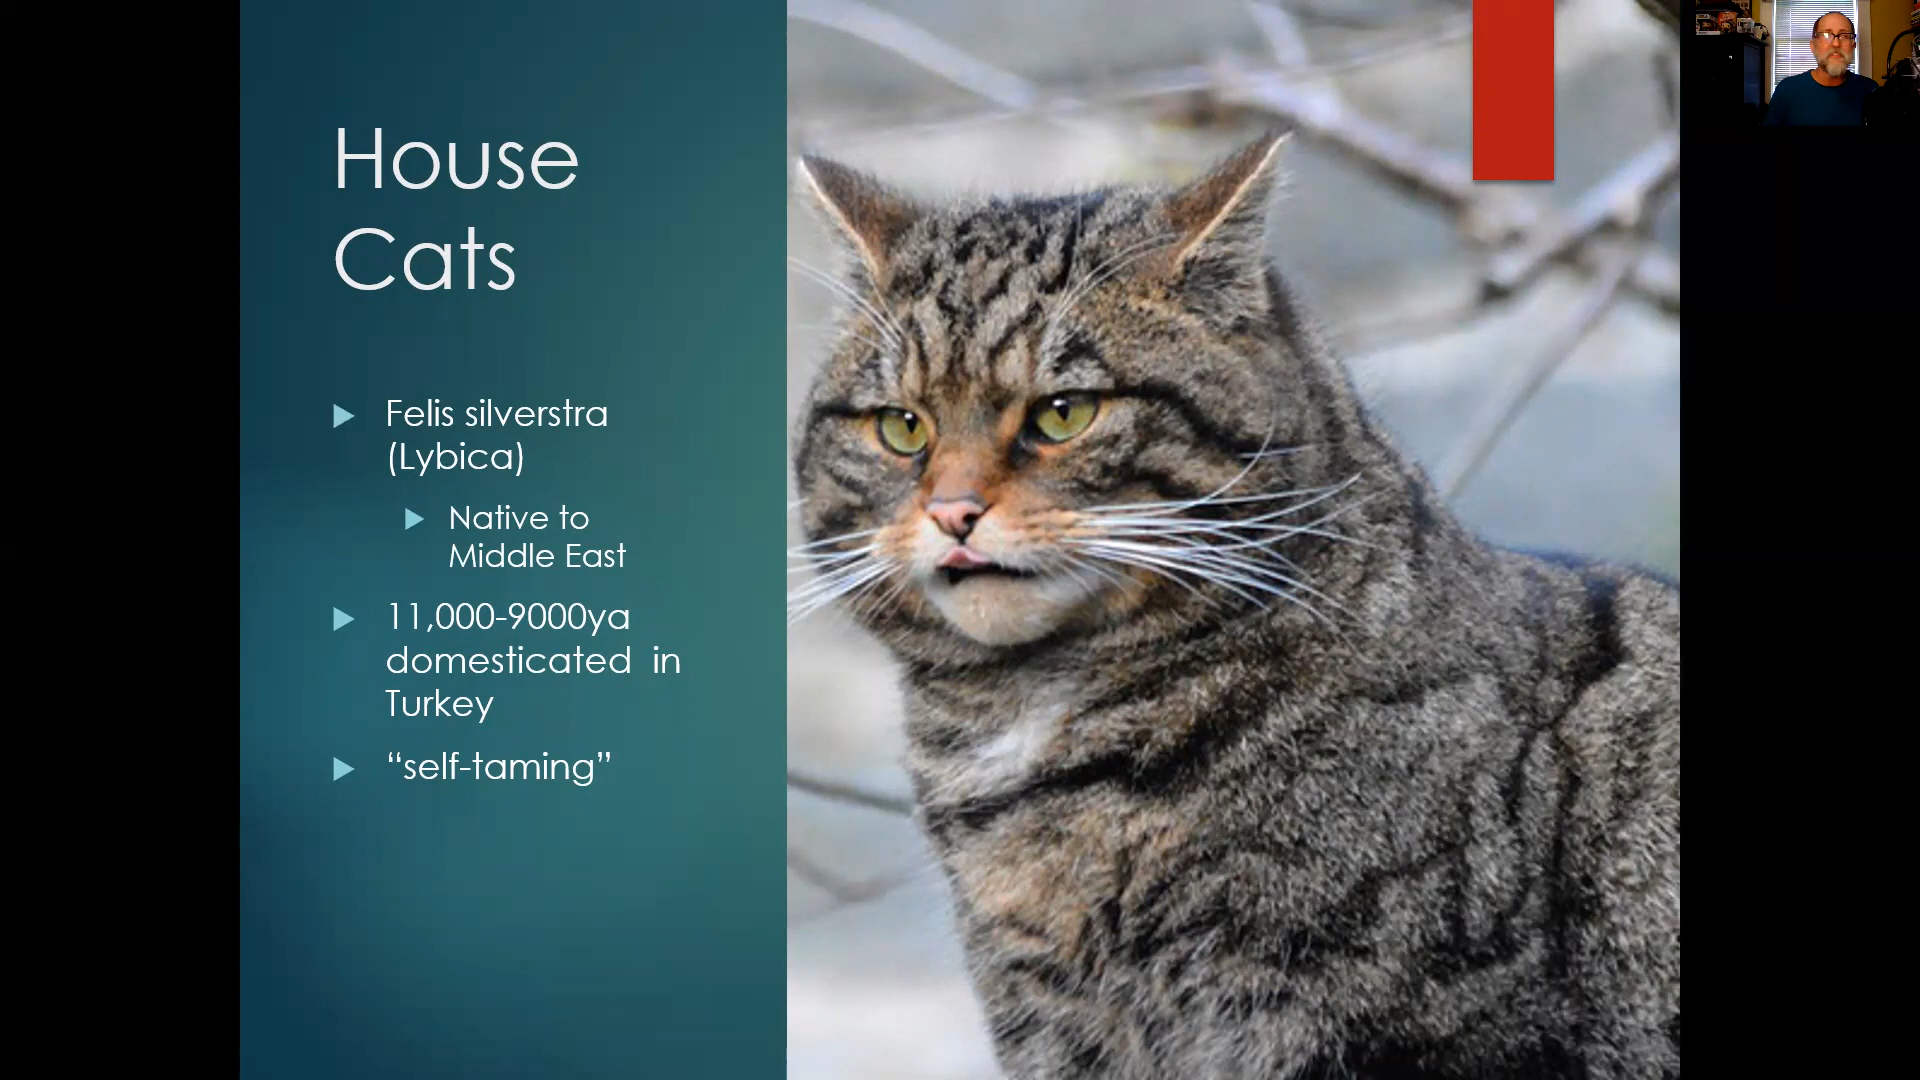 House
Cats
Felis silverstra
(Lybica)
Native to
Middle East
11,000-9000ya
domesticated in
Turkey
“self-taming”